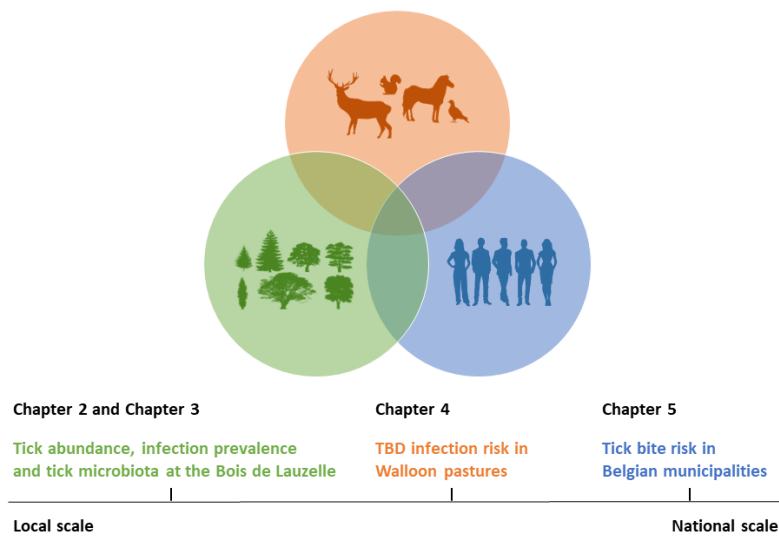 Chapter 2 and Chapter 3
Tick abundance, infection prevalence
and tick microbiota at the Bois de Lauzelle
Chapter 4
TBD infection risk in
Walloon pastures
Chapter 5
Tick bite risk in
Belgian municipalities
Local scale
National scale